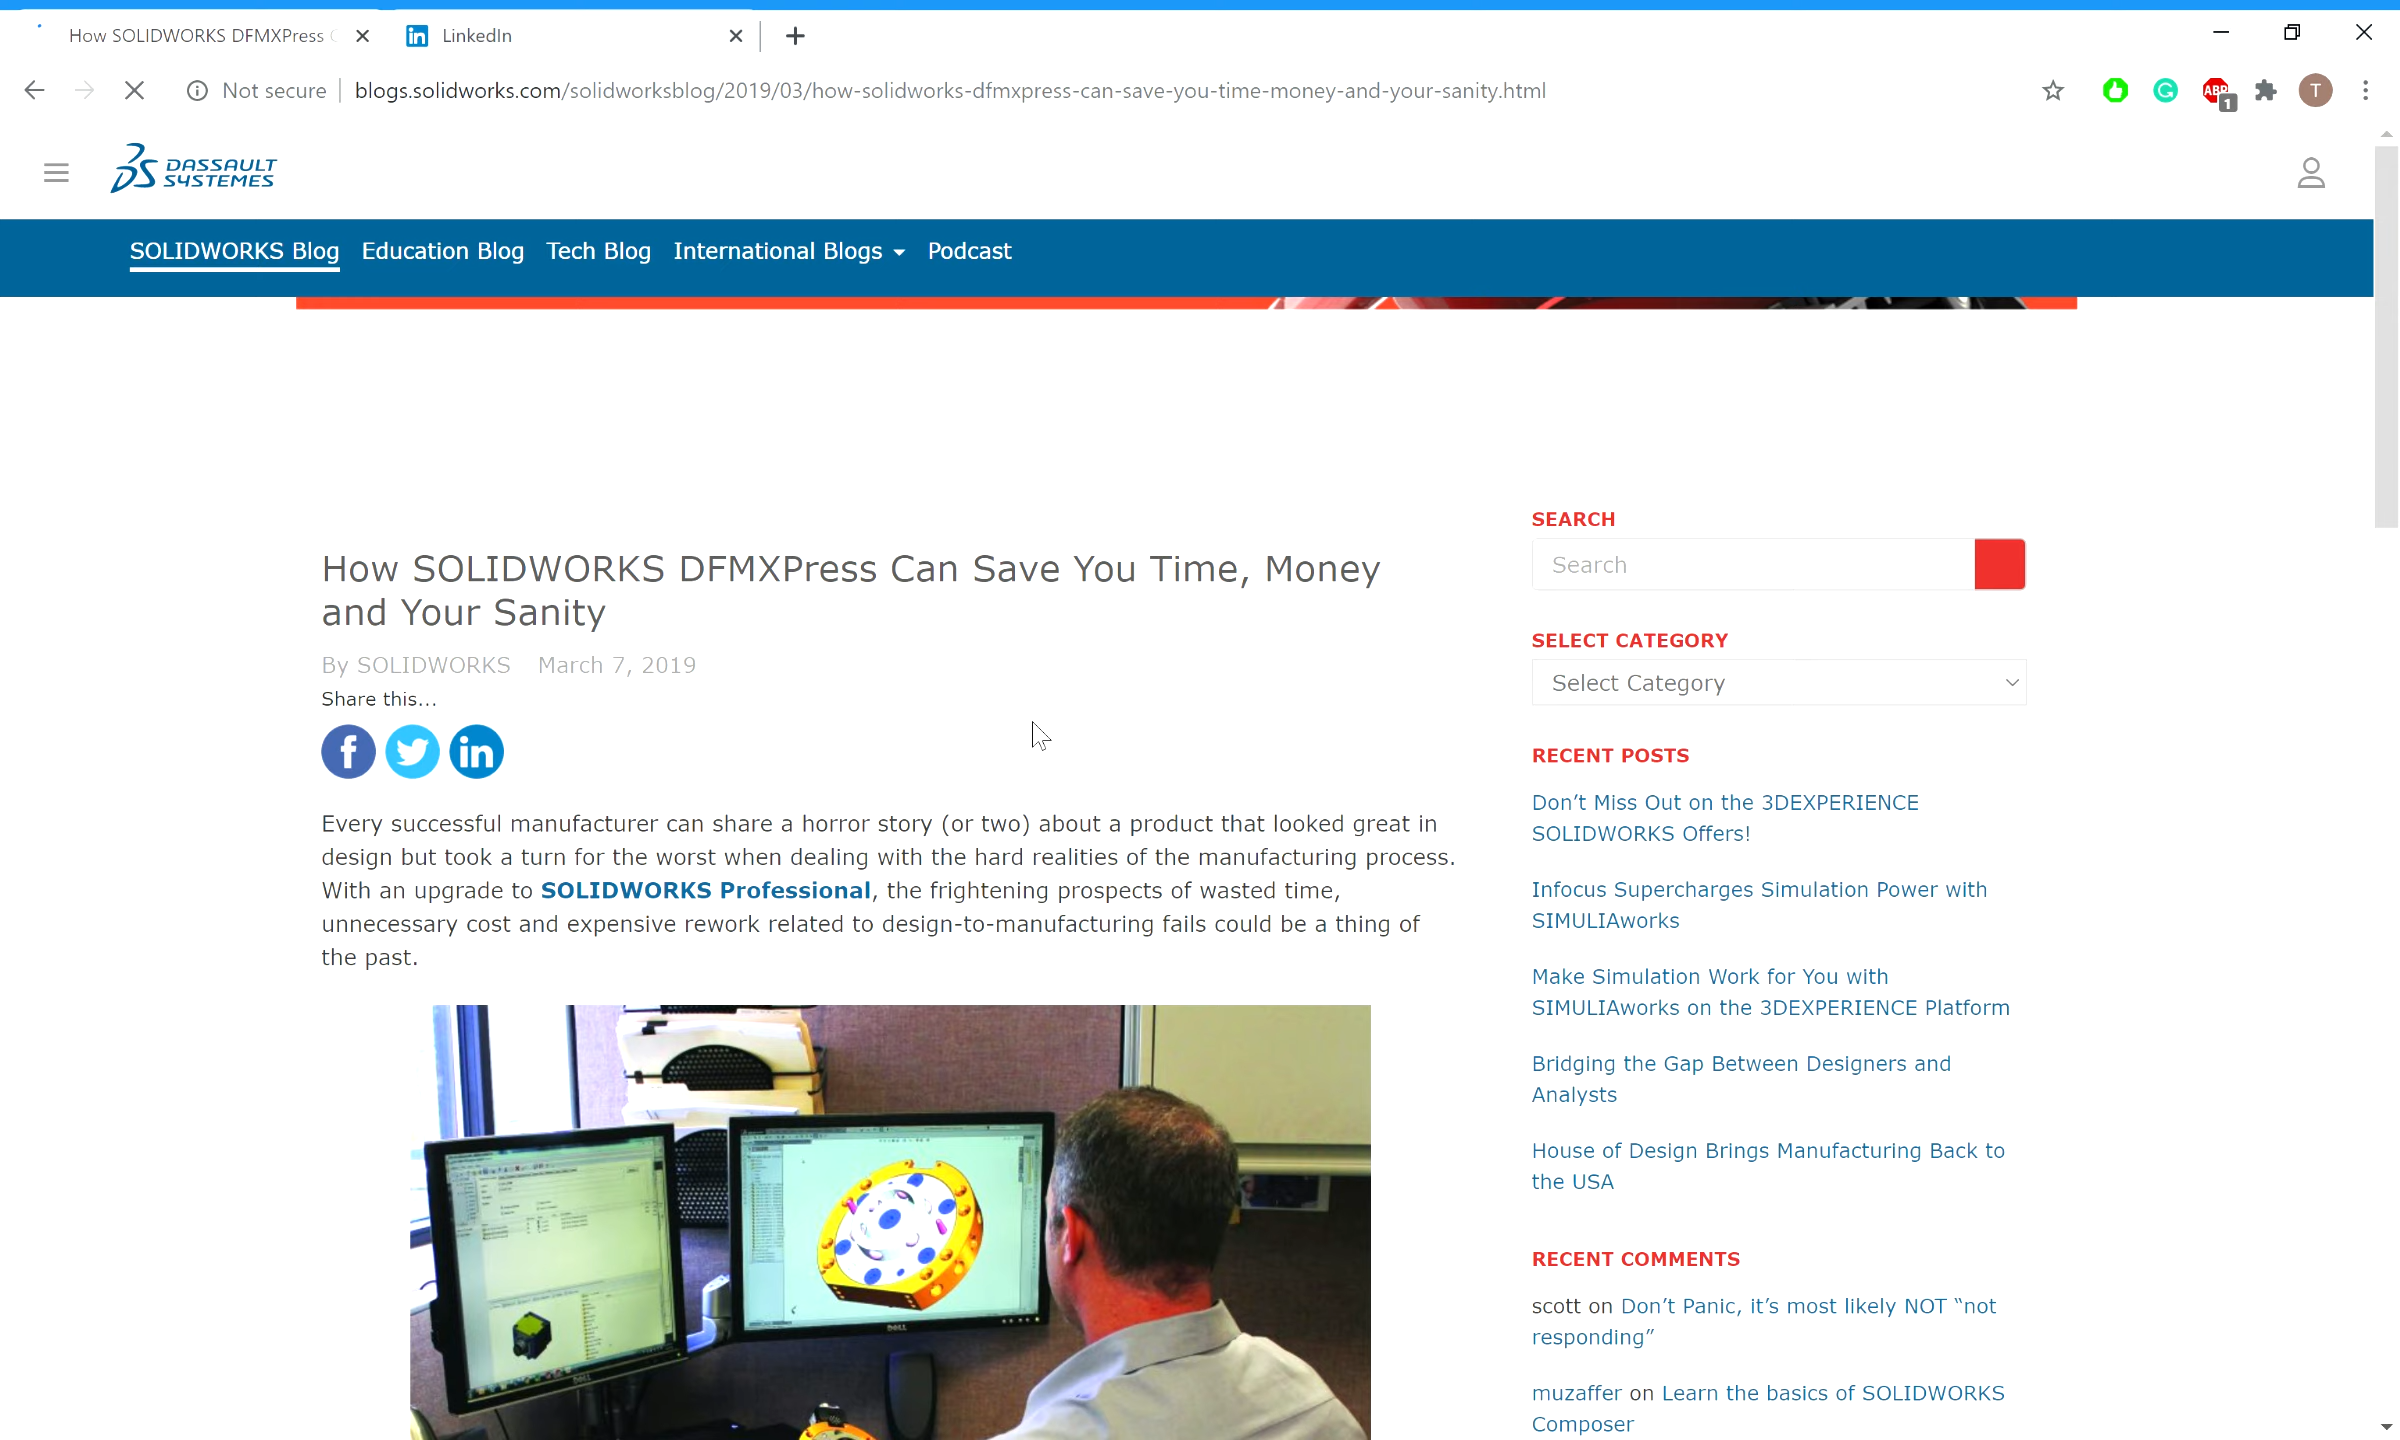 How SOLIDWORKS DFMXPress
LinkedIn
Not secure
blogs.solidworks.com/solidworksblog/2019/03/how-solidworks-dfmxpress-can-save-you-time-money-and-your-sanity.html
ABP
1
T
DASSAULT
SYSTEMES
SOLIDWORKS Blog
Education Blog
Tech Blog
International Blogs
Podcast
How SOLIDWORKS DFMXPress Can Save You Time, Money
and Your Sanity
By SOLIDWORKS March 7, 2019
Share this...
Every successful manufacturer can share a horror story (or two) about a product that looked great in
design but took a turn for the worst when dealing with the hard realities of the manufacturing process.
With an upgrade to SOLIDWORKS Professional, the frightening prospects of wasted time,
unnecessary cost and expensive rework related to design-to-manufacturing fails could be a thing of
the past.
DELL
DELL
SEARCH
Search
SELECT CATEGORY
Select Category
RECENT POSTS
Don’t Miss Out on the 3DEXPERIENCE
SOLIDWORKS Offers!
Infocus Supercharges Simulation Power with
SIMULIAworks
Make Simulation Work for You with
SIMULIAworks on the 3DEXPERIENCE Platform
Bridging the Gap Between Designers and
Analysts
House of Design Brings Manufacturing Back to
the USA
RECENT COMMENTS
scott on Don’t Panic, it’s most likely NOT “not
responding”
muzaffer on Learn the basics of SOLIDWORKS
Composer